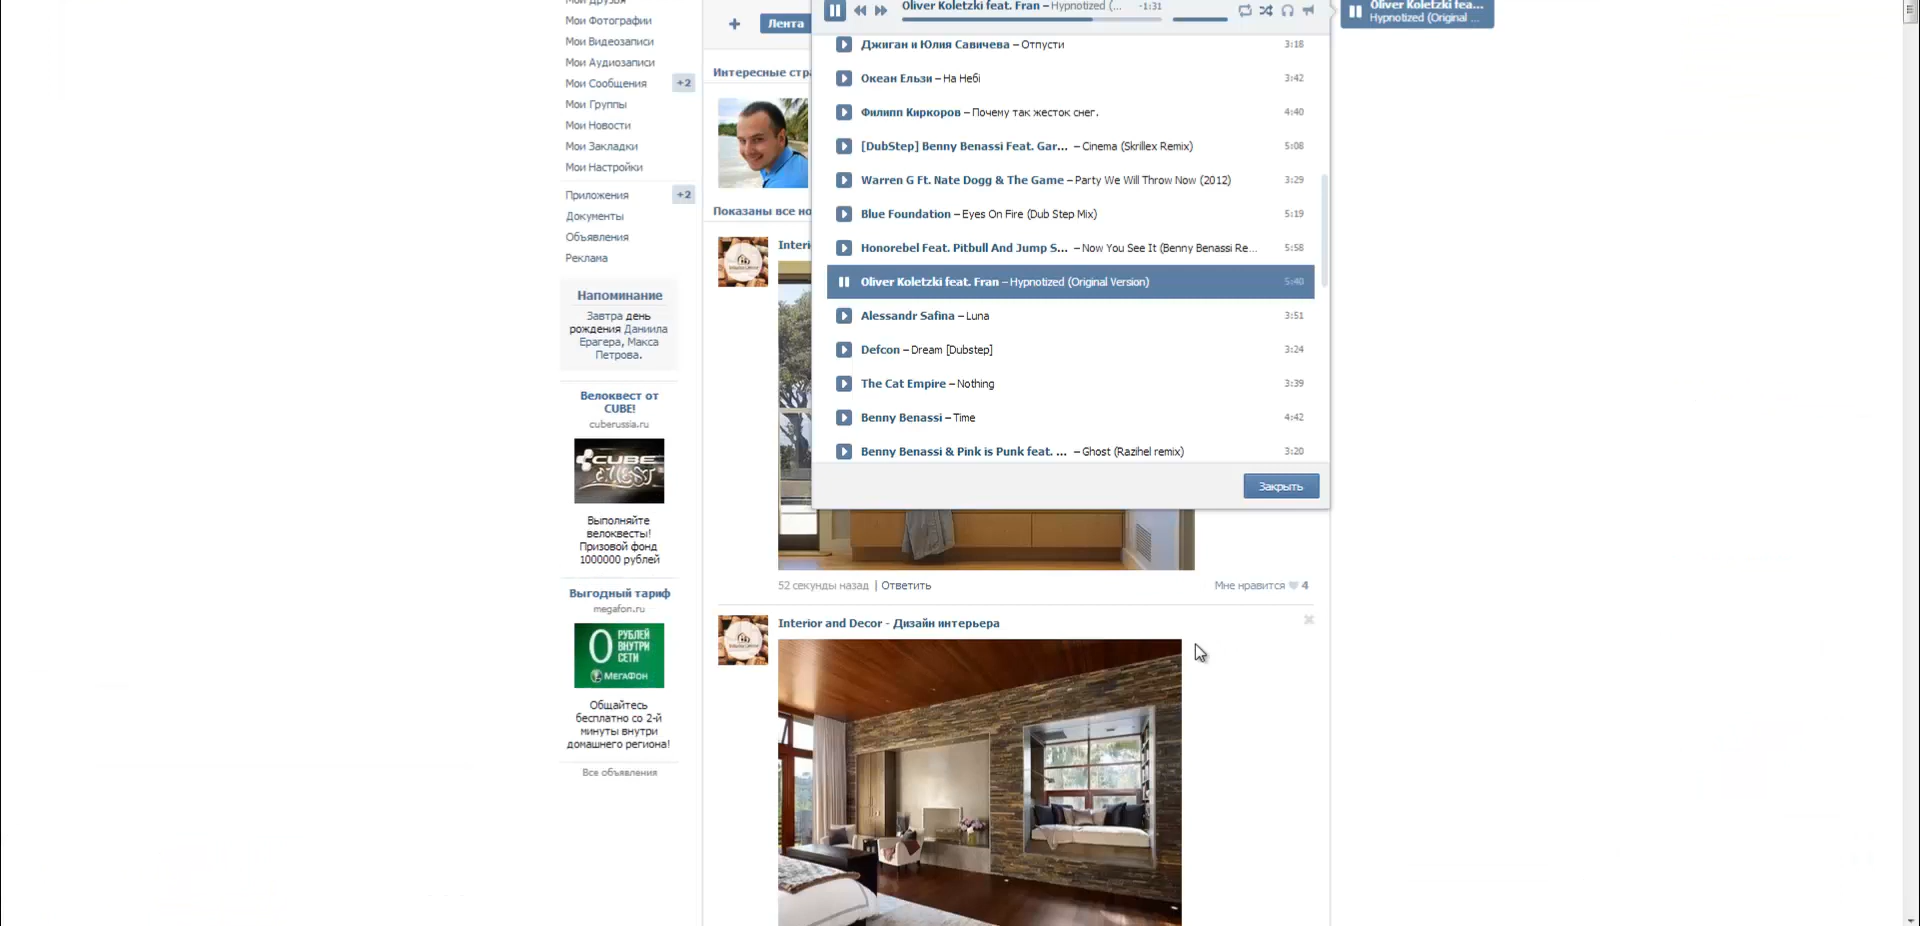 Мои Фотографии
Мои Видеозаписи
Мои Аудиозаписи
Мои Сообщения +2
Мои Группы
Мои Новости
Мои Закладки
Мои Настройки
Приложения +2
Документы
Объявления
Реклама
Напоминание
Завтра день
рождения Даниила
Ерагера, Макса
Петрова.
Велоквест от
CUBE!
cuberussia.ru
CUBE
Выполняйте
велоквесты!
Призовой фонд
1000000 рублей
Выгодный тариф
megafon.ru
0 РУБЛЕЙ
ВНУТРИ
СЕТИ
МЕГАФОН
Общайтесь
бесплатно со 2-й
минуты внутри
домашнего региона!
Все объявления
+ Лента
Интересные стра
Показаны все но
Interi
Oliver Koletzki feat. Fran – Hypnotized (... -1:31
Джиган и Юлия Савичева – Отпусти 3:18
Океан Ельзи – На Небі 3:42
Филипп Киркоров – Почему так жесток снег. 4:40
[DubStep] Benny Benassi Feat. Gar... – Cinema (Skrillex Remix) 5:08
Warren G Ft. Nate Dogg & The Game – Party We Will Throw Now (2012) 3:29
Blue Foundation – Eyes On Fire (Dub Step Mix) 5:19
Honorebel Feat. Pitbull And Jump S... – Now You See It (Benny Benassi Re... 5:58
Oliver Koletzki feat. Fran – Hypnotized (Original Version) 5:40
Alessandr Safina – Luna 3:51
Defcon – Dream [Dubstep] 3:24
The Cat Empire – Nothing 3:39
Benny Benassi – Time 4:42
Benny Benassi & Pink is Punk feat. ... – Ghost (Razihel remix) 3:20
Закрыть
52 секунды назад | Ответить Мне нравится 4
Interior and Decor - Дизайн интерьера
Oliver Koletzki fea...
Hypnotized (Original ...